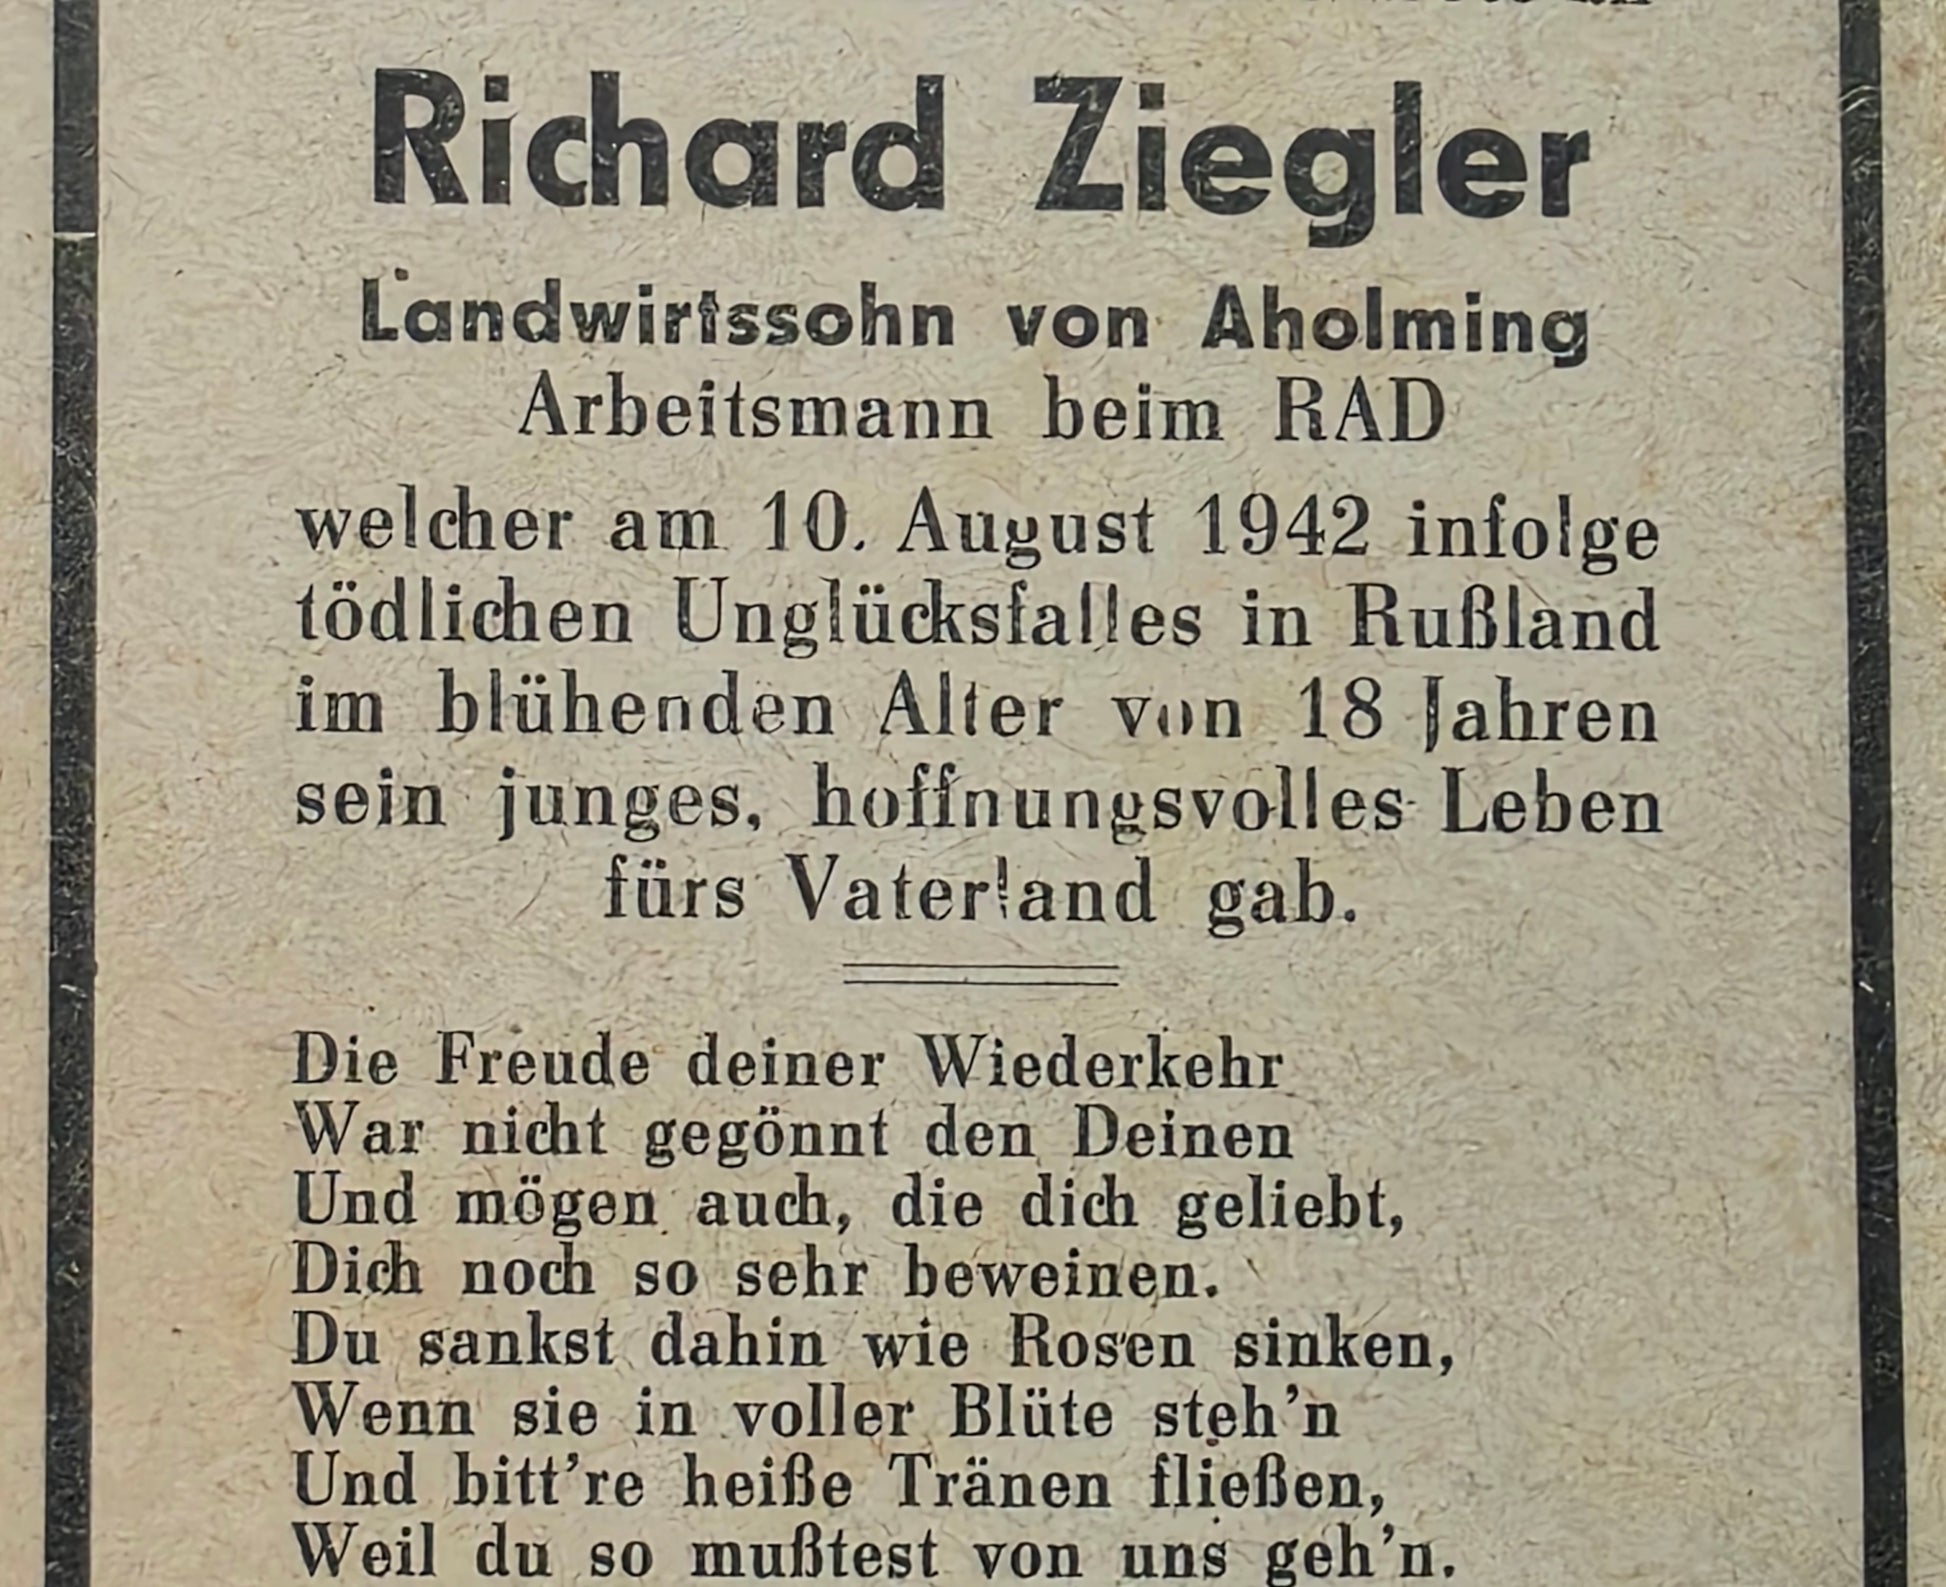 Richard Ziegler
Landwirtssohn von Aholming
Arbeitsmann beim RAD
welcher am 10. August 1942 infolge
tödlichen Unglücksfalles in Rußland
im blühenden Alter von 18 Jahren
sein junges, hoffnungsvolles Leben
fürs Vaterland gab.
Die Freude deiner Wiederkehr
War nicht gegönnt den Deinen
Und mögen auch, die dich geliebt,
Dich noch so sehr beweinen.
Du sankst dahin wie Rosen sinken,
Wenn sie in voller Blüte steh'n
Und bitt're heiße Tränen fließen,
Weil du so mußtest von uns geh'n.